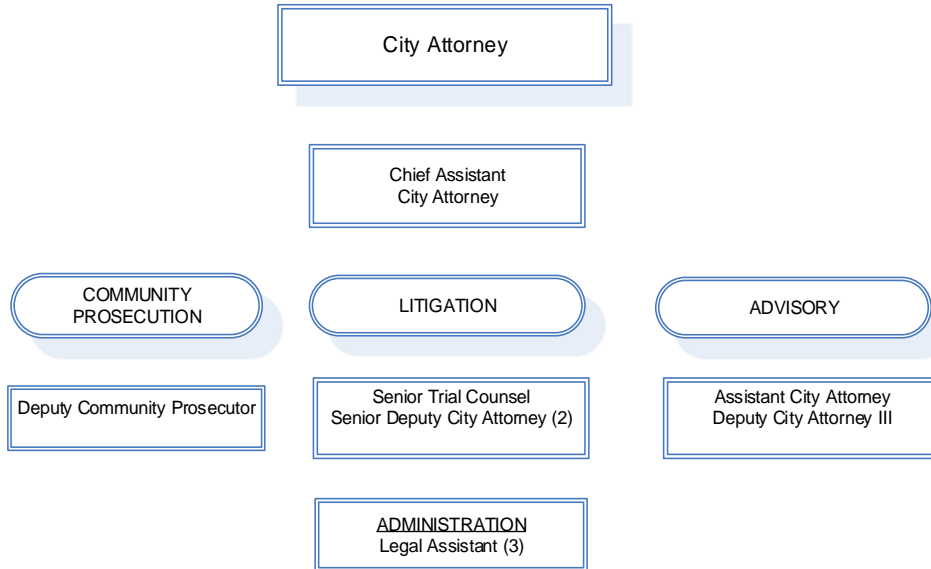 City Attorney
Chief Assistant
City Attorney
COMMUNITY
PROSECUTION
LITIGATION
ADVISORY
Deputy Community Prosecutor
Senior Trial Counsel
Senior Deputy City Attorney (2)
Assistant City Attorney
Deputy City Attorney III
ADMINISTRATION
Legal Assistant (3)